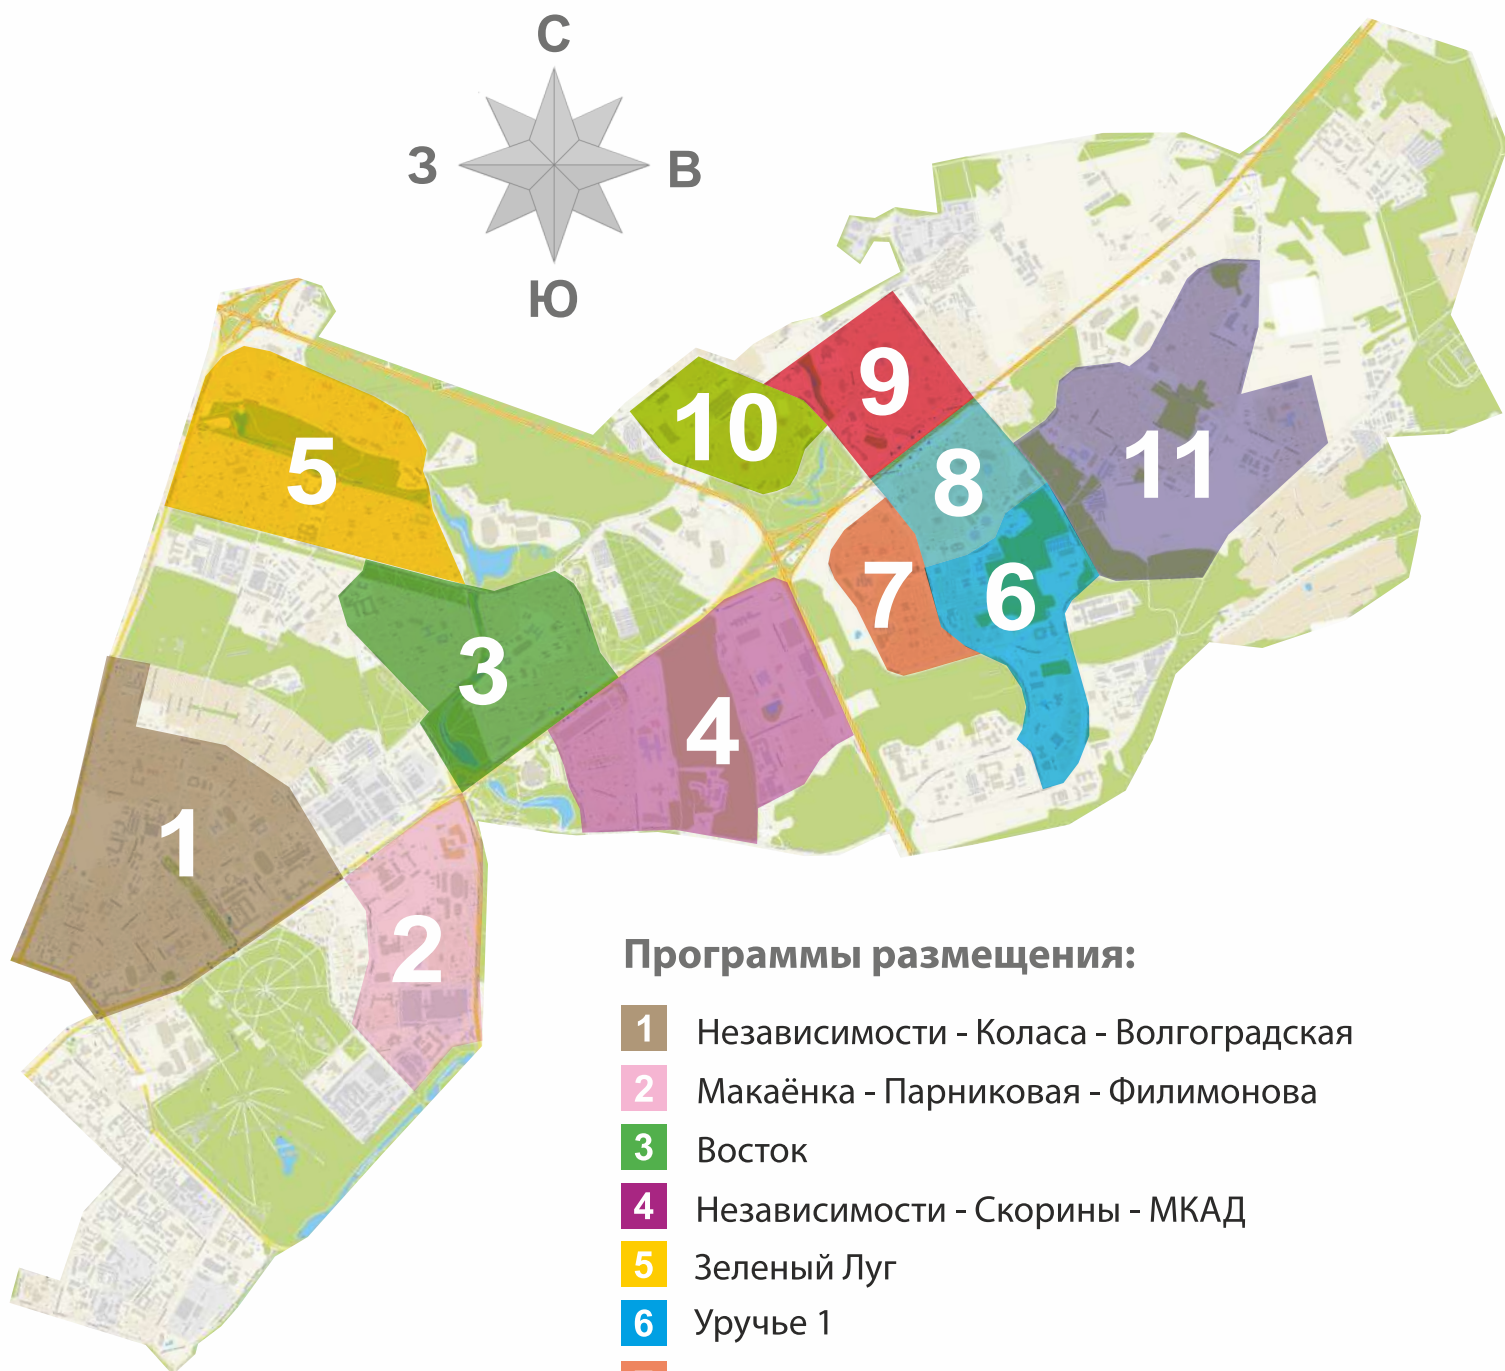 С
З
В
Ю
9
10
5
8
11
7
6
3
4
1
2
Программы размещения:
1 Независимости - Коласа - Волгоградская
2 Макаёнка - Парниковая - Филимонова
3 Восток
4 Независимости - Скорины - МКАД
5 Зеленый Луг
6 Уручье 1